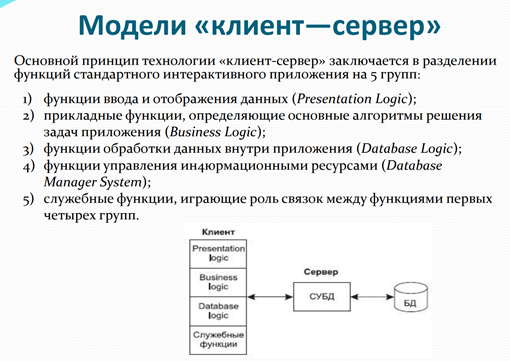 Модели «клиент—сервер»
Основной принцип технологии «клиент-сервер» заключается в разделении
функций стандартного интерактивного приложения на 5 групп:
1) функции ввода и отображения данных (Presentation Logic);
2) прикладные функции, определяющие основные алгоритмы решения
задач приложения (Business Logic);
3) функции обработки данных внутри приложения (Database Logic);
4) функции управления ин4юрмационными ресурсами (Database
Manager System);
5) служебные функции, играющие роль связок между функциями первых
четырех групп.
Клиент
Presentation
logic
Business
logic
Database
logic
Служебные
функции
Сервер
СУБД
БД